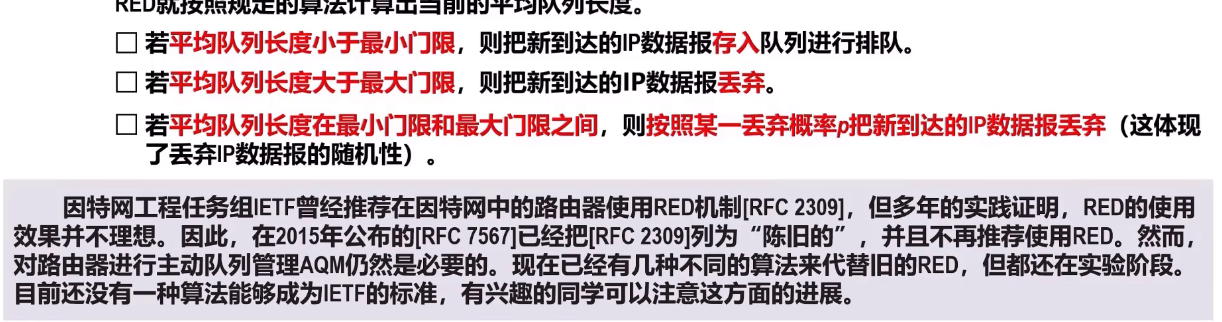 RED就按照规定的算法计算出当前的平均队列长度。
□ 若平均队列长度小于最小门限，则把新到达的IP数据报存入队列进行排队。
□ 若平均队列长度大于最大门限，则把新到达的IP数据报丢弃。
□ 若平均队列长度在最小门限和最大门限之间，则按照某一丢弃概率p把新到达的IP数据报丢弃（这体现
了丢弃IP数据报的随机性）。
因特网工程任务组IETF曾经推荐在因特网中的路由器使用RED机制[RFC 2309]，但多年的实践证明，RED的使用
效果并不理想。因此，在2015年公布的[RFC 7567]已经把[RFC 2309]列为“陈旧的”，并且不再推荐使用RED。然而，
对路由器进行主动队列管理AQM仍然是必要的。现在已经有几种不同的算法来代替旧的RED，但都还在实验阶段。
目前还没有一种算法能够成为IETF的标准，有兴趣的同学可以注意这方面的进展。